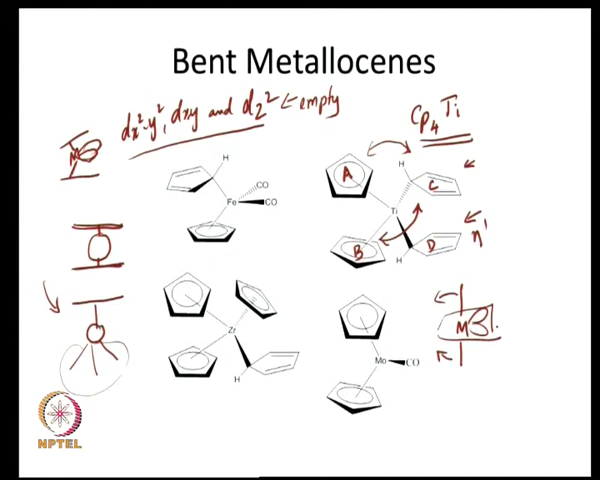 Bent Metallocenes
dx²-y², dxy and dz² ← empty
Cp₄Ti
M
H
Fe
CO
CO
A
H
C
Ti
B
D
η¹
H
Zr
H
Mo
CO
M
NPTEL